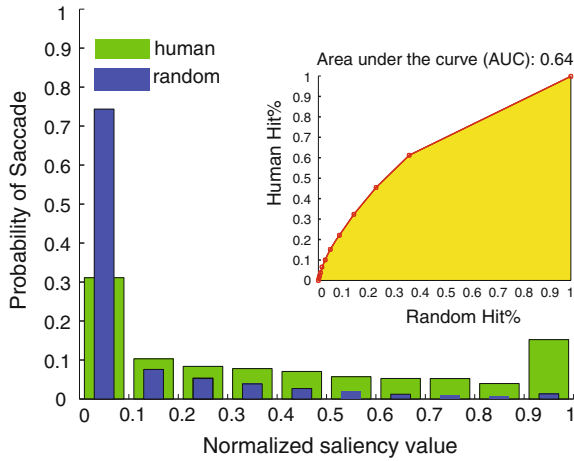 human
random
Probability of Saccade
1
0.9
0.8
0.7
0.6
0.5
0.4
0.3
0.2
0.1
0
0 0.1 0.2 0.3 0.4 0.5 0.6 0.7 0.8 0.9 1
Normalized saliency value
Area under the curve (AUC): 0.64
Human Hit%
1
0.9
0.8
0.7
0.6
0.5
0.4
0.3
0.2
0.1
0
0 0.1 0.2 0.3 0.4 0.5 0.6 0.7 0.8 0.9 1
Random Hit%